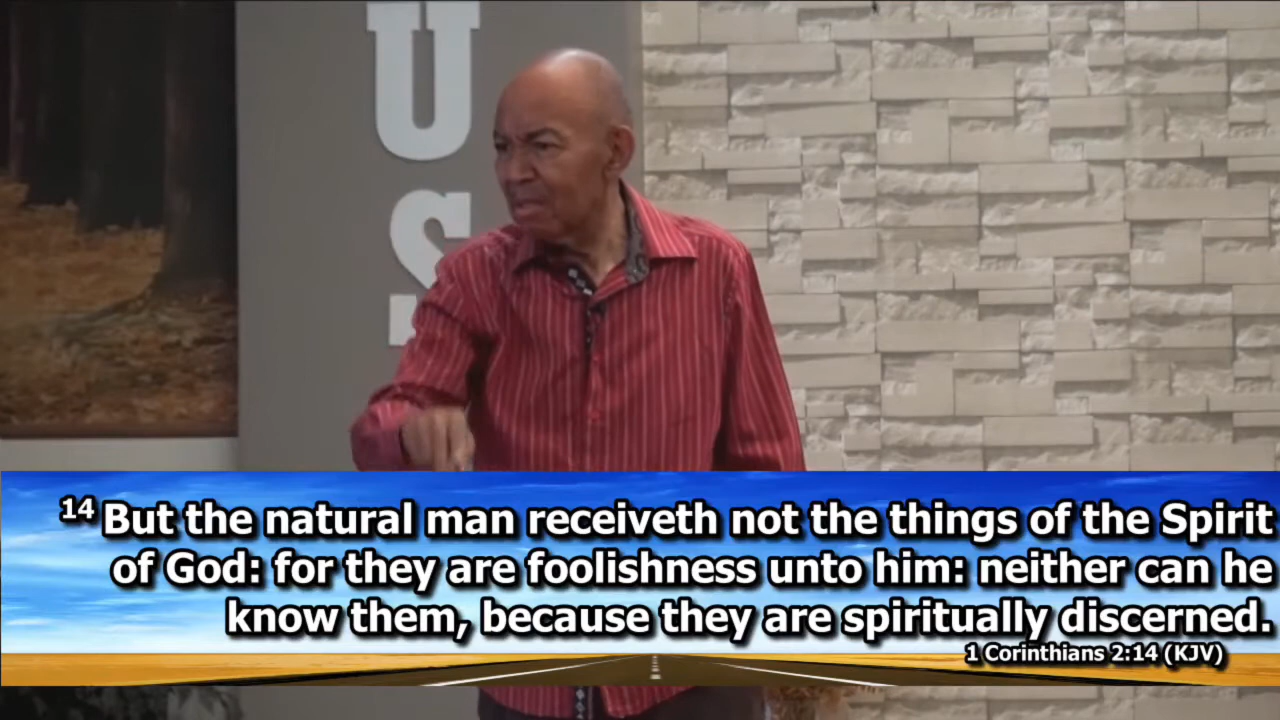 US
14 But the natural man receiveth not the things of the Spirit
of God: for they are foolishness unto him: neither can he
know them, because they are spiritually discerned.
1 Corinthians 2:14 (KJV)